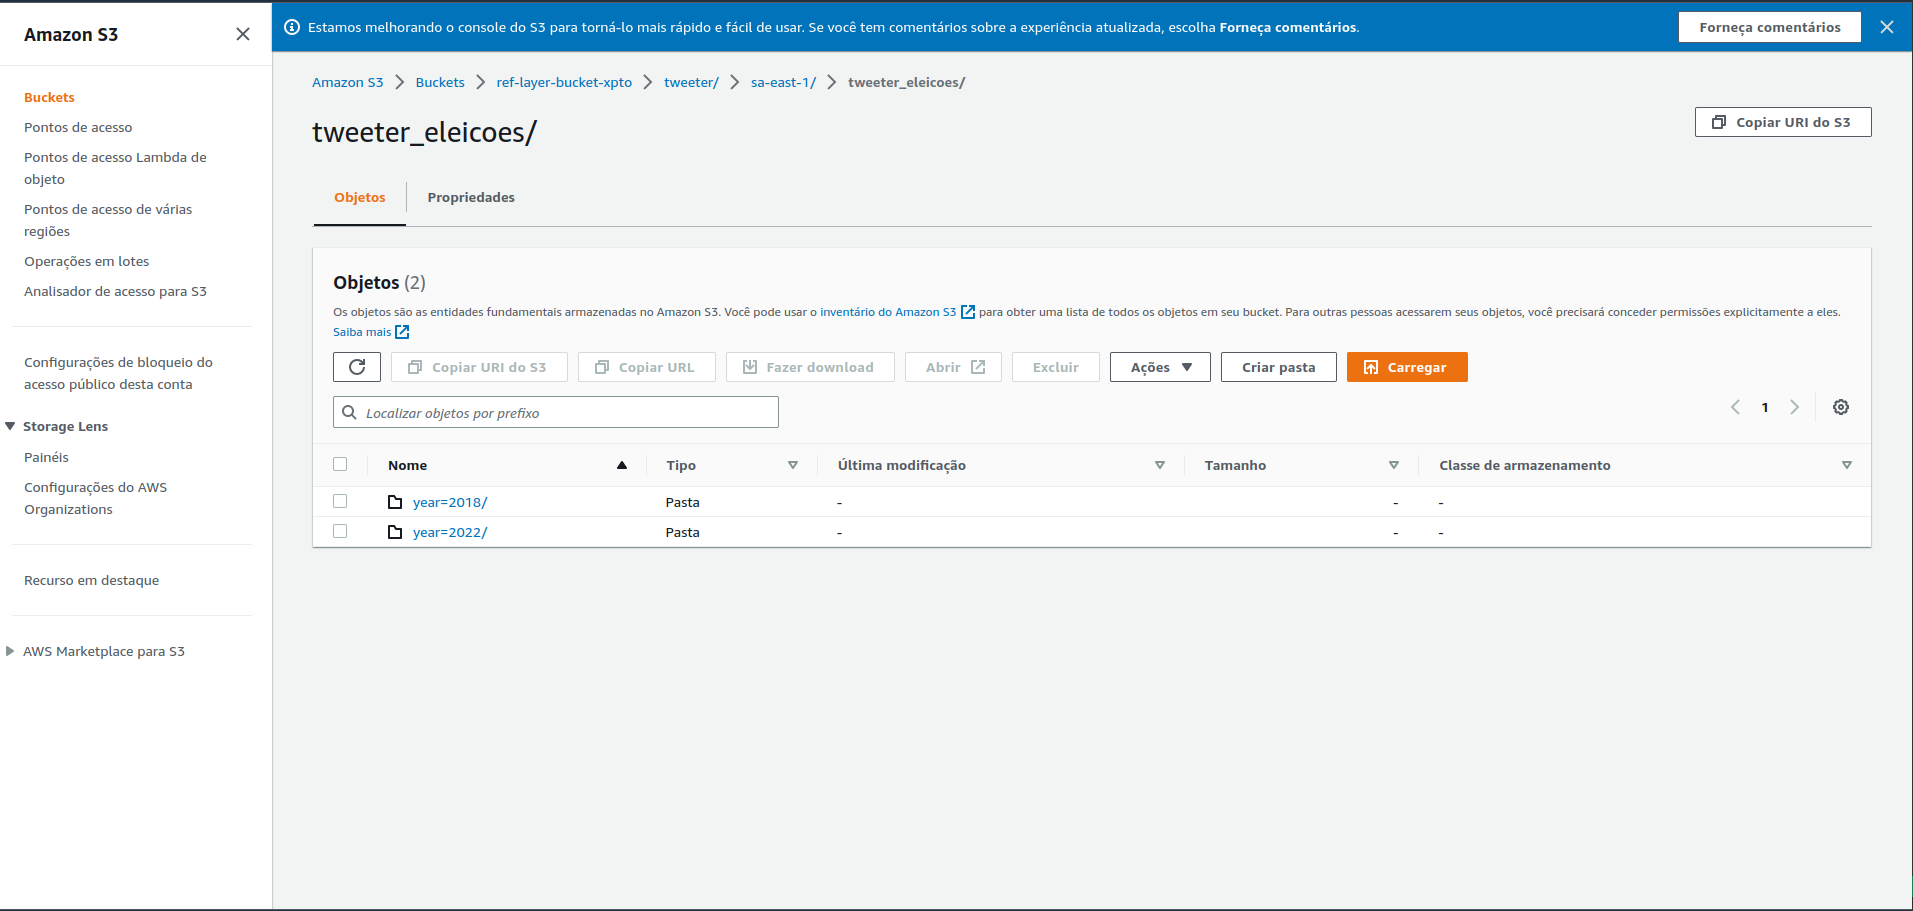 Amazon S3
Estamos melhorando o console do S3 para torná-lo mais rápido e fácil de usar. Se você tem comentários sobre a experiência atualizada, escolha Forneça comentários.
Forneça comentários
Buckets
Pontos de acesso
Pontos de acesso Lambda de
objeto
Pontos de acesso de várias
regiões
Operações em lotes
Analisador de acesso para S3
Configurações de bloqueio do
acesso público desta conta
Storage Lens
Painéis
Configurações do AWS
Organizations
Recurso em destaque
AWS Marketplace para S3
Amazon S3 > Buckets > ref-layer-bucket-xpto > tweeter/ > sa-east-1/ > tweeter_eleicoes/
tweeter_eleicoes/
Copiar URI do S3
Objetos Propriedades
Objetos (2)
Os objetos são as entidades fundamentais armazenadas no Amazon S3. Você pode usar o inventário do Amazon S3 para obter uma lista de todos os objetos em seu bucket. Para outras pessoas acessarem seus objetos, você precisará conceder permissões explicitamente a eles.
Saiba mais
Copiar URI do S3 Copiar URL Fazer download Abrir Excluir Ações Criar pasta Carregar
Localizar objetos por prefixo
1
Nome Tipo Última modificação Tamanho Classe de armazenamento
year=2018/ Pasta - - -
year=2022/ Pasta - - -